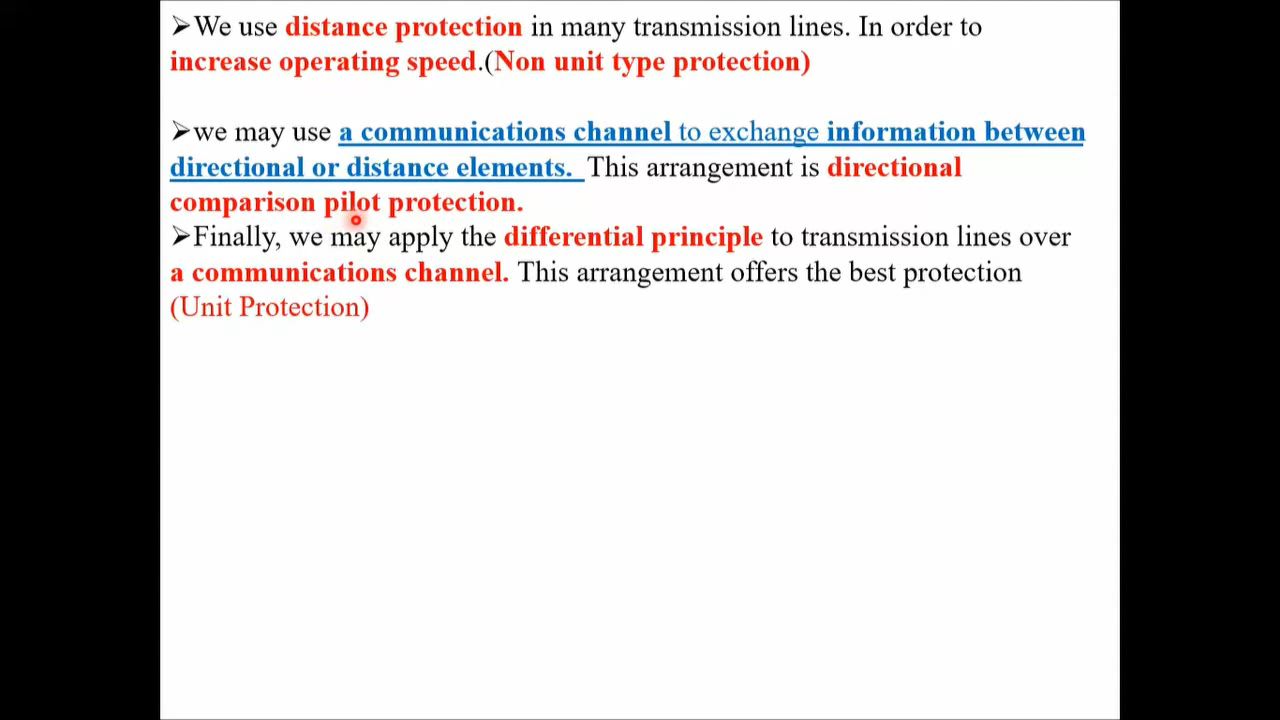 ➢We use distance protection in many transmission lines. In order to
increase operating speed.(Non unit type protection)
➢we may use a communications channel to exchange information between
directional or distance elements. This arrangement is directional
comparison pilot protection.
➢Finally, we may apply the differential principle to transmission lines over
a communications channel. This arrangement offers the best protection
(Unit Protection)